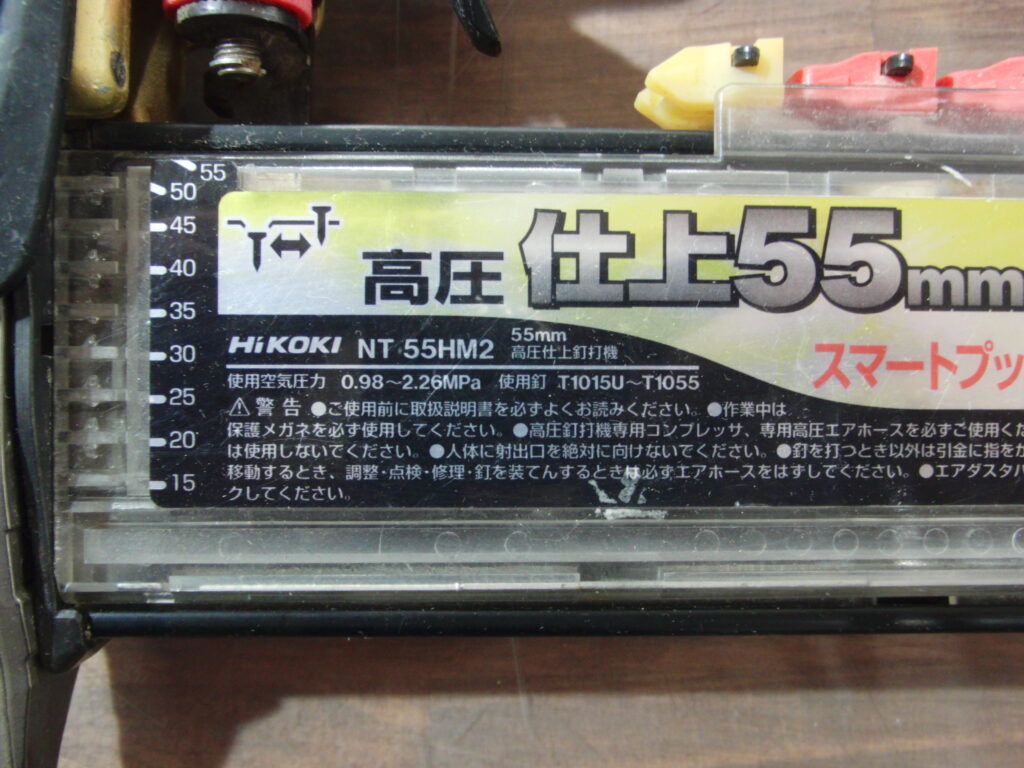 55
50
45
40
35
30
25
20
15
高圧 仕上55mm
HiKOKI NT 55HM2 55mm
高圧仕上釘打機
スマートプッ
使用空気圧力 0.98~2.26MPa 使用釘 T1015U~T1055
⚠警告 ●ご使用前に取扱説明書を必ずよくお読みください。●作業中は
保護メガネを必ず使用してください。●高圧釘打機専用コンプレッサ、専用高圧エアホースを必ずご使用くだ
は使用しないでください。●人体に射出口を絶対に向けないでください。●釘を打つとき以外は引金に指をか
移動するとき、調整・点検・修理・釘を装てんするときは必ずエアホースをはずしてください。●エアダスタ
クしてください。